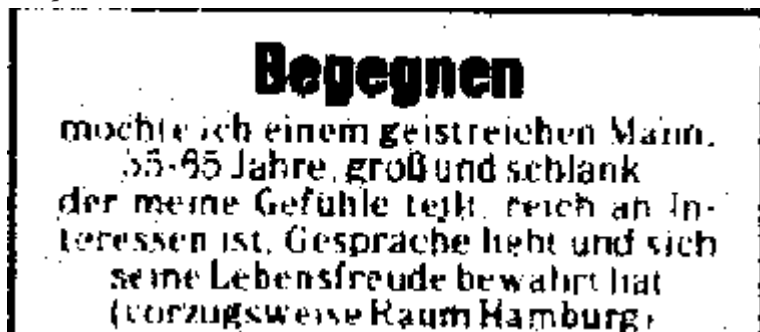 Begegnen
möchte ich einem geistreichen Mann,
55-65 Jahre, groß und schlank
der meine Gefühle teilt, reich an In-
teressen ist, Gespräche liebt und sich
seine Lebensfreude bewahrt hat
(vorzugsweise Raum Hamburg)